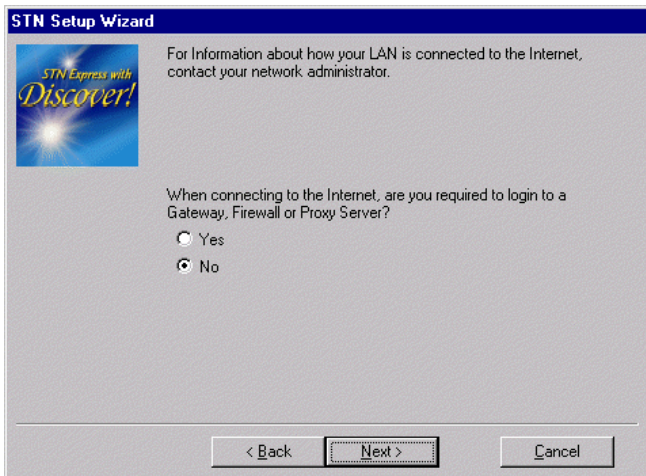 STN Setup Wizard
STN Express with
Discover!
For Information about how your LAN is connected to the Internet,
contact your network administrator.
When connecting to the Internet, are you required to login to a
Gateway, Firewall or Proxy Server?
Yes
No
< Back
Next >
Cancel